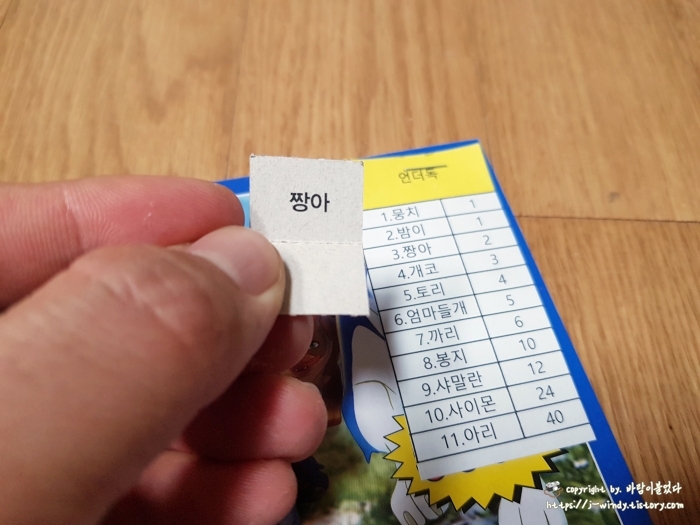 짱아
언더독
1.뭉치 1
2.밤이 1
3.짱아 2
4.개코 3
5.토리 4
6.엄마들개 5
7.까리 6
8.봉지 10
9.샤말란 12
10.사이몬 24
11.아리 40
copyright by. 바람이불었다
https://j-windy.tistory.com